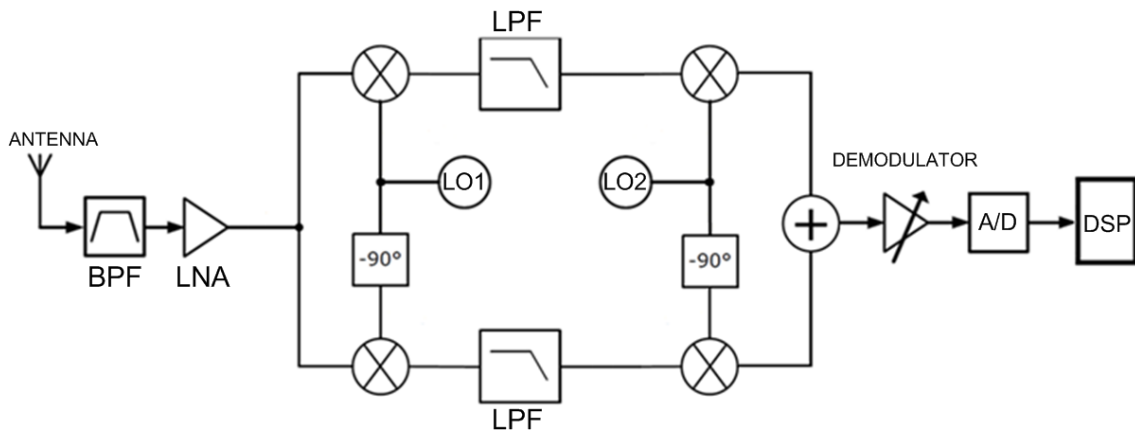 LPF
ANTENNA
BPF
LNA
LO1
-90°
LO2
-90°
LPF
DEMODULATOR
+
A/D
DSP